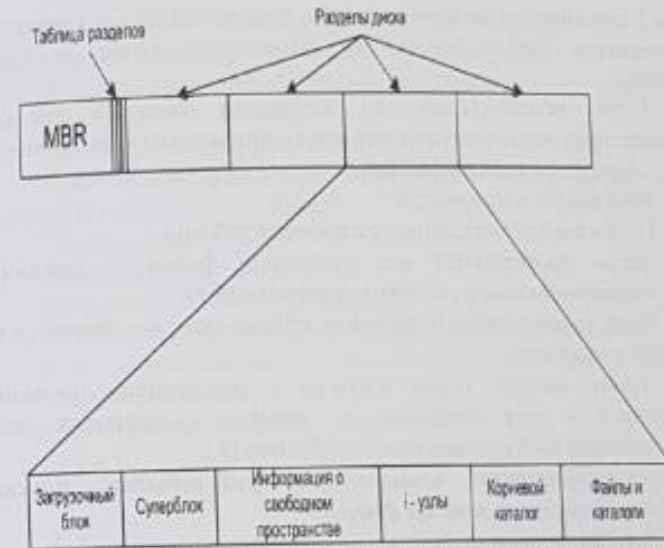 Разделы диска
Таблица разделов
MBR
Загрузочный
блок
Суперблок
Информация о
свободном
пространстве
i - узлы
Корневой
каталог
Файлы и
каталоги